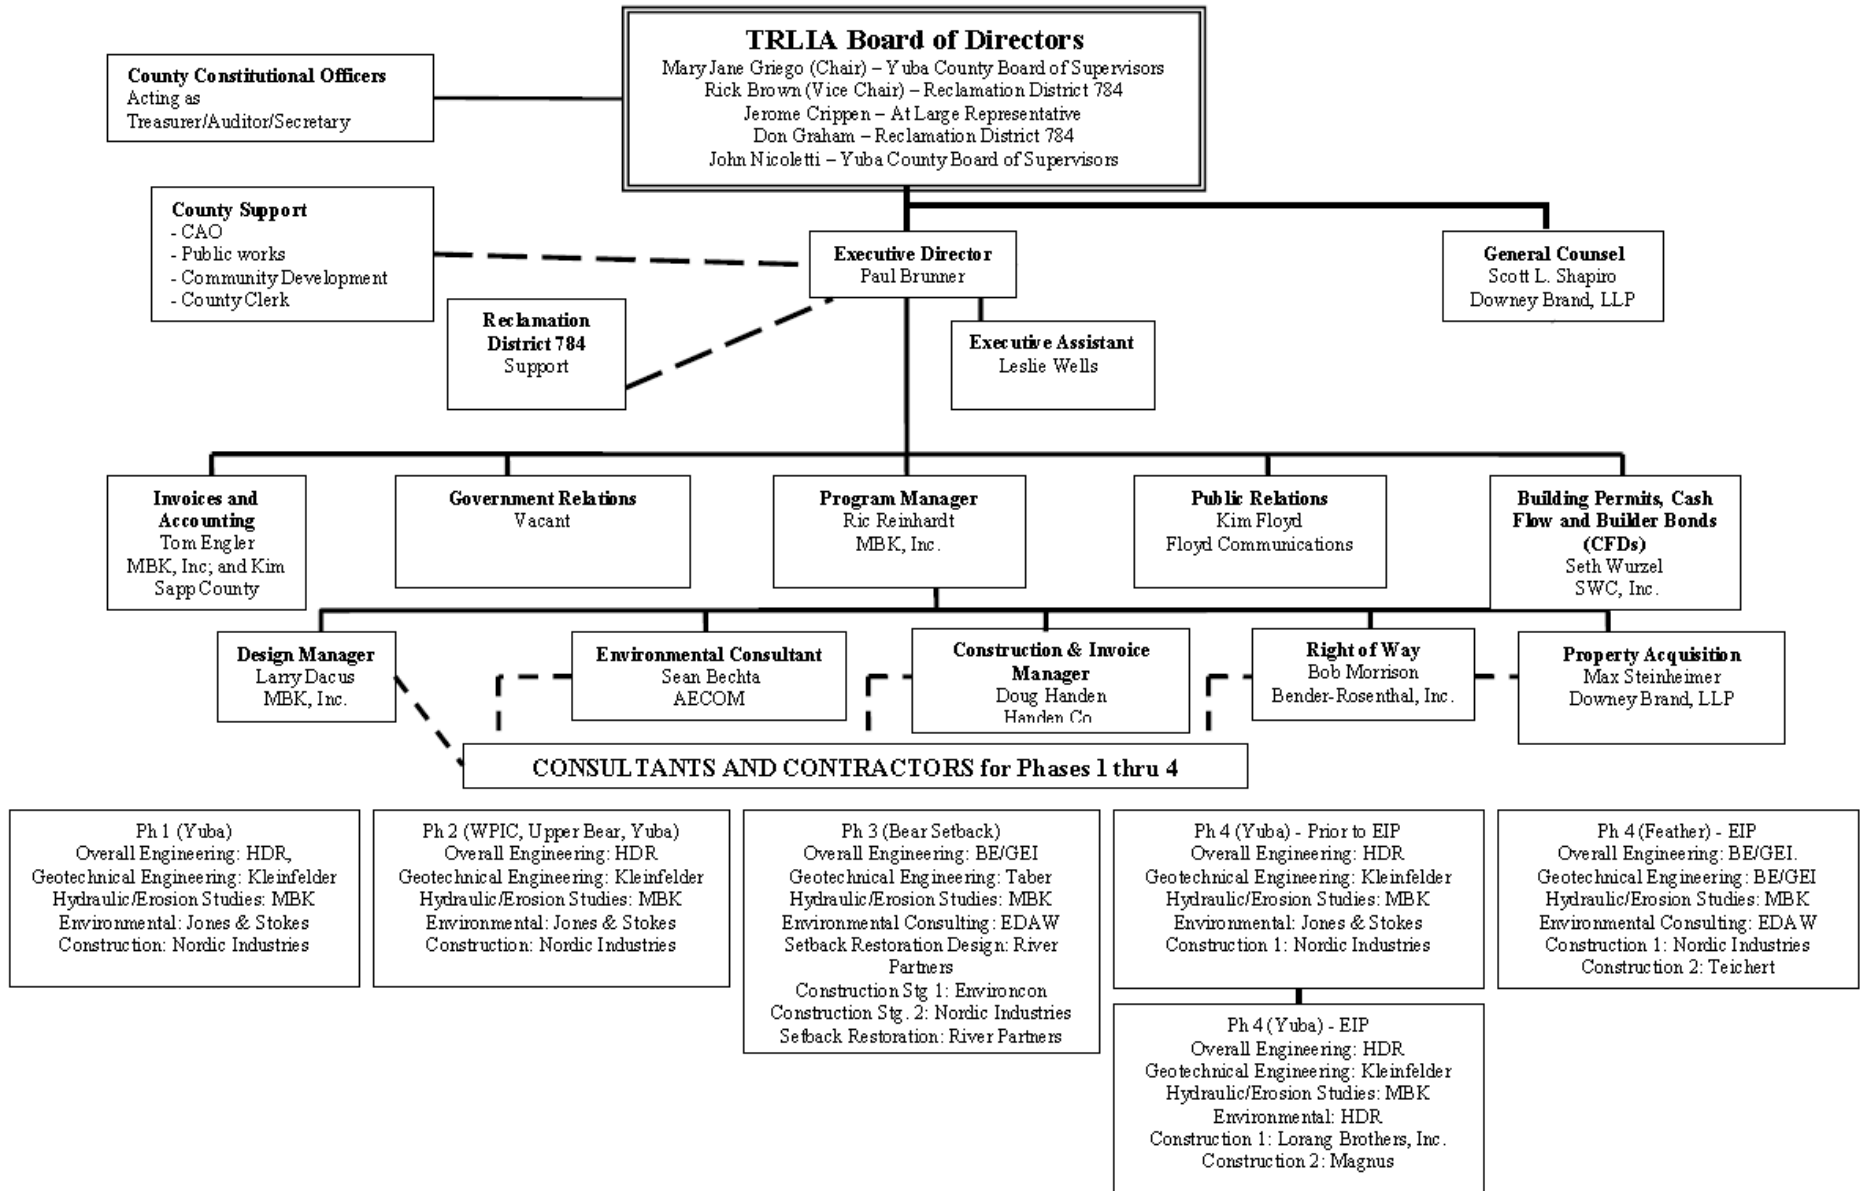 TRLIA Board of Directors
Mary Jane Griego (Chair) – Yuba County Board of Supervisors
Rick Brown (Vice Chair) – Reclamation District 784
Jerome Crippen – At Large Representative
Don Graham – Reclamation District 784
John Nicoletti – Yuba County Board of Supervisors
County Constitutional Officers
Acting as
Treasurer/Auditor/Secretary
County Support
- CAO
- Public works
- Community Development
- County Clerk
Executive Director
Paul Brunner
General Counsel
Scott L. Shapiro
Downey Brand, LLP
Reclamation
District 784
Support
Executive Assistant
Leslie Wells
Invoices and
Accounting
Tom Engler
MBK, Inc; and Kim
Sapp County
Government Relations
Vacant
Program Manager
Ric Reinhardt
MBK, Inc.
Public Relations
Kim Floyd
Floyd Communications
Building Permits, Cash
Flow and Builder Bonds
(CFDs)
Seth Wurzel
SWC, Inc.
Design Manager
Larry Dacus
MBK, Inc.
Environmental Consultant
Sean Bechta
AECOM
Construction & Invoice
Manager
Doug Handen
Handen Co
Right of Way
Bob Morrison
Bender-Rosenthal, Inc.
Property Acquisition
Max Steinheimer
Downey Brand, LLP
CONSULTANTS AND CONTRACTORS for Phases 1 thru 4
Ph 1 (Yuba)
Overall Engineering: HDR,
Geotechnical Engineering: Kleinfelder
Hydraulic/Erosion Studies: MBK
Environmental: Jones & Stokes
Construction: Nordic Industries
Ph 2 (WPIC, Upper Bear, Yuba)
Overall Engineering: HDR
Geotechnical Engineering: Kleinfelder
Hydraulic/Erosion Studies: MBK
Environmental: Jones & Stokes
Construction: Nordic Industries
Ph 3 (Bear Setback)
Overall Engineering: BE/GEI
Geotechnical Engineering: Taber
Hydraulic/Erosion Studies: MBK
Environmental Consulting: EDAW
Setback Restoration Design: River
Partners
Construction Stg 1: Environcon
Construction Stg. 2: Nordic Industries
Setback Restoration: River Partners
Ph 4 (Yuba) - Prior to EIP
Overall Engineering: HDR
Geotechnical Engineering: Kleinfelder
Hydraulic/Erosion Studies: MBK
Environmental: Jones & Stokes
Construction 1: Nordic Industries
Ph 4 (Feather) - EIP
Overall Engineering: BE/GEI.
Geotechnical Engineering: BE/GEI
Hydraulic/Erosion Studies: MBK
Environmental Consulting: EDAW
Construction 1: Nordic Industries
Construction 2: Teichert
Ph 4 (Yuba) - EIP
Overall Engineering: HDR
Geotechnical Engineering: Kleinfelder
Hydraulic/Erosion Studies: MBK
Environmental: HDR
Construction 1: Lorang Brothers, Inc.
Construction 2: Magnus